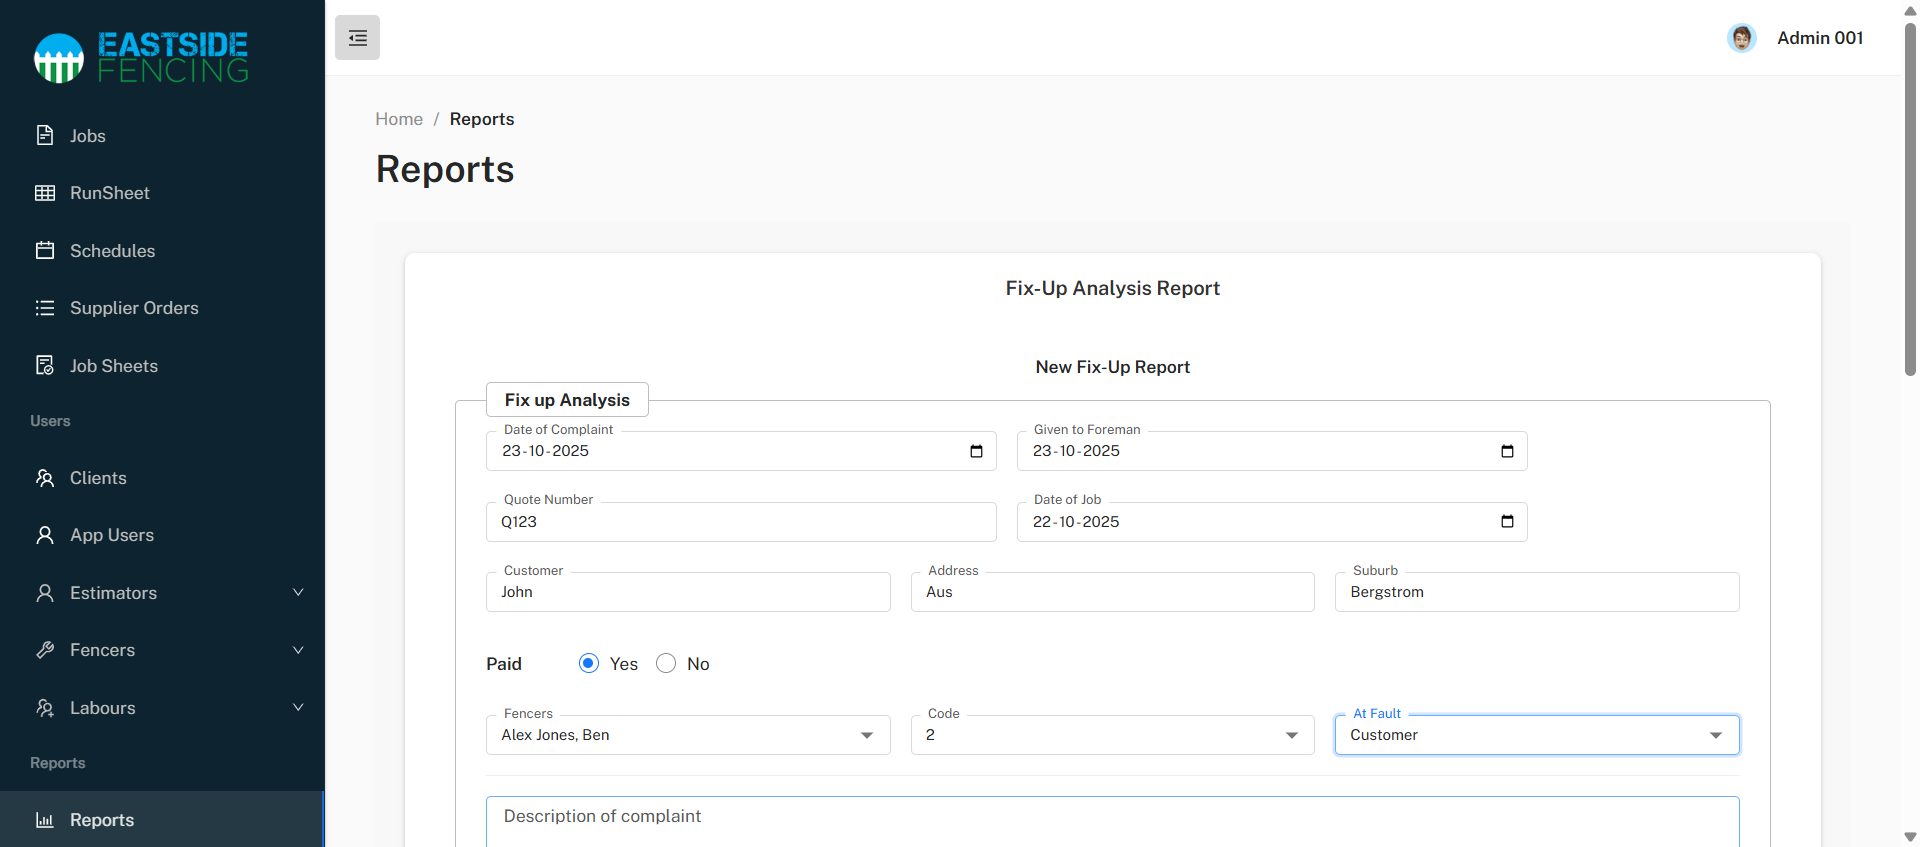 EASTSIDE
FENCING
Jobs
RunSheet
Schedules
Supplier Orders
Job Sheets
Users
Clients
App Users
Estimators
Fencers
Labours
Reports
Reports
Admin 001
Home / Reports
Reports
Fix-Up Analysis Report
New Fix-Up Report
Fix up Analysis
Date of Complaint
23-10-2025
Given to Foreman
23-10-2025
Quote Number
Q123
Date of Job
22-10-2025
Customer
John
Address
Aus
Suburb
Bergstrom
Paid Yes No
Fencers
Alex Jones, Ben
Code
2
At Fault
Customer
Description of complaint